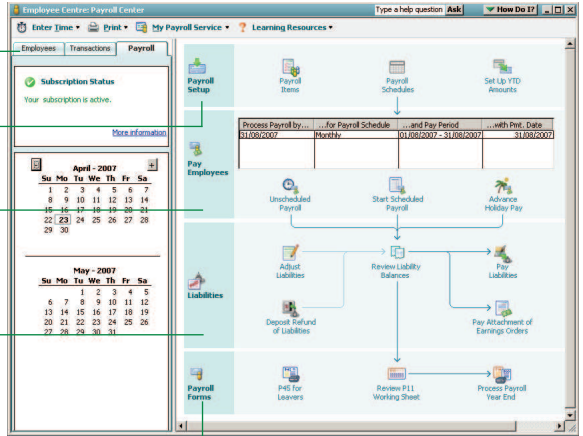 Employee Centre: Payroll Center
Type a help question Ask How Do I?
Enter Time Print My Payroll Service Learning Resources
Employees Transactions Payroll
Subscription Status
Your subscription is active.
More information
April - 2007
Su Mo Tu We Th Fr Sa
1 2 3 4 5 6 7
8 9 10 11 12 13 14
15 16 17 18 19 20 21
22 23 24 25 26 27 28
29 30
May - 2007
Su Mo Tu We Th Fr Sa
1 2 3 4 5
6 7 8 9 10 11 12
13 14 15 16 17 18 19
20 21 22 23 24 25 26
27 28 29 30 31
Payroll
Setup
Payroll
Items
Payroll
Schedules
Set Up YTD
Amounts
Pay
Employees
Process Payroll by... ...for Payroll Schedule ...and Pay Period ...with Pmt. Date
31/08/2007 Monthly 01/08/2007 - 31/08/2007 31/08/2007
Unscheduled
Payroll
Start Scheduled
Payroll
Advance
Holiday Pay
Liabilities
Adjust
Liabilities
Review Liability
Balances
Pay
Liabilities
Deposit Refund
of Liabilities
Pay Attachment of
Earnings Orders
Payroll
Forms
P45 for
Leavers
Review P11
Working Sheet
Process Payroll
Year End